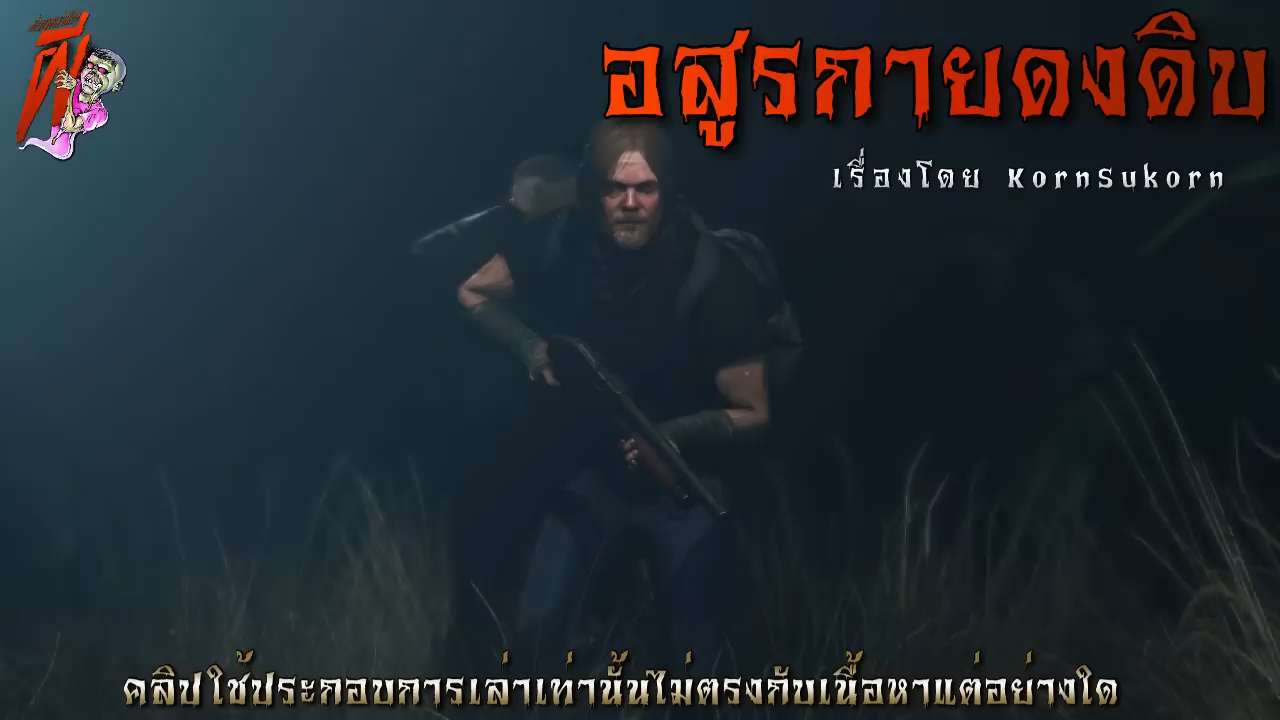 ผี
อสูรกายดงดิบ
เรื่องโดย KornSukorn
คลิปใช้ประกอบการเล่าเท่านั้นไม่ตรงกับเนื้อหาแต่อย่างใด